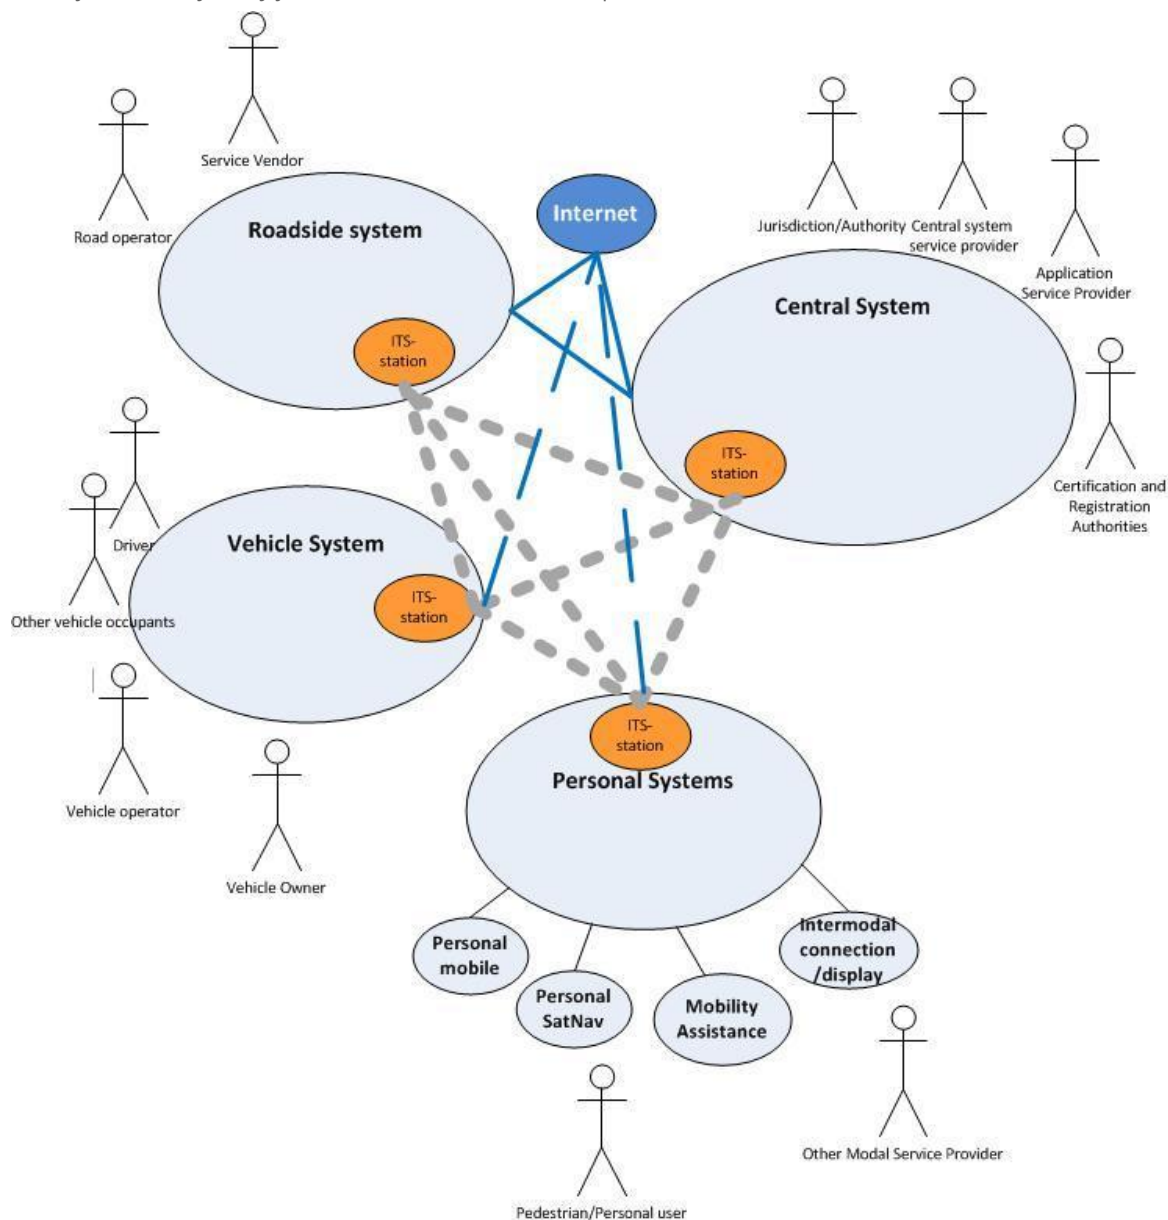 Service Vendor
Road operator
Roadside system
ITS-
station
Internet
Jurisdiction/Authority
Central system
service provider
Application
Service Provider
Central System
ITS-
station
Certification and
Registration
Authorities
Driver
Other vehicle occupants
Vehicle System
ITS-
station
Vehicle operator
Vehicle Owner
ITS-
station
Personal Systems
Personal
mobile
Personal
SatNav
Mobility
Assistance
Intermodal
connection
/display
Other Modal Service Provider
Pedestrian/Personal user